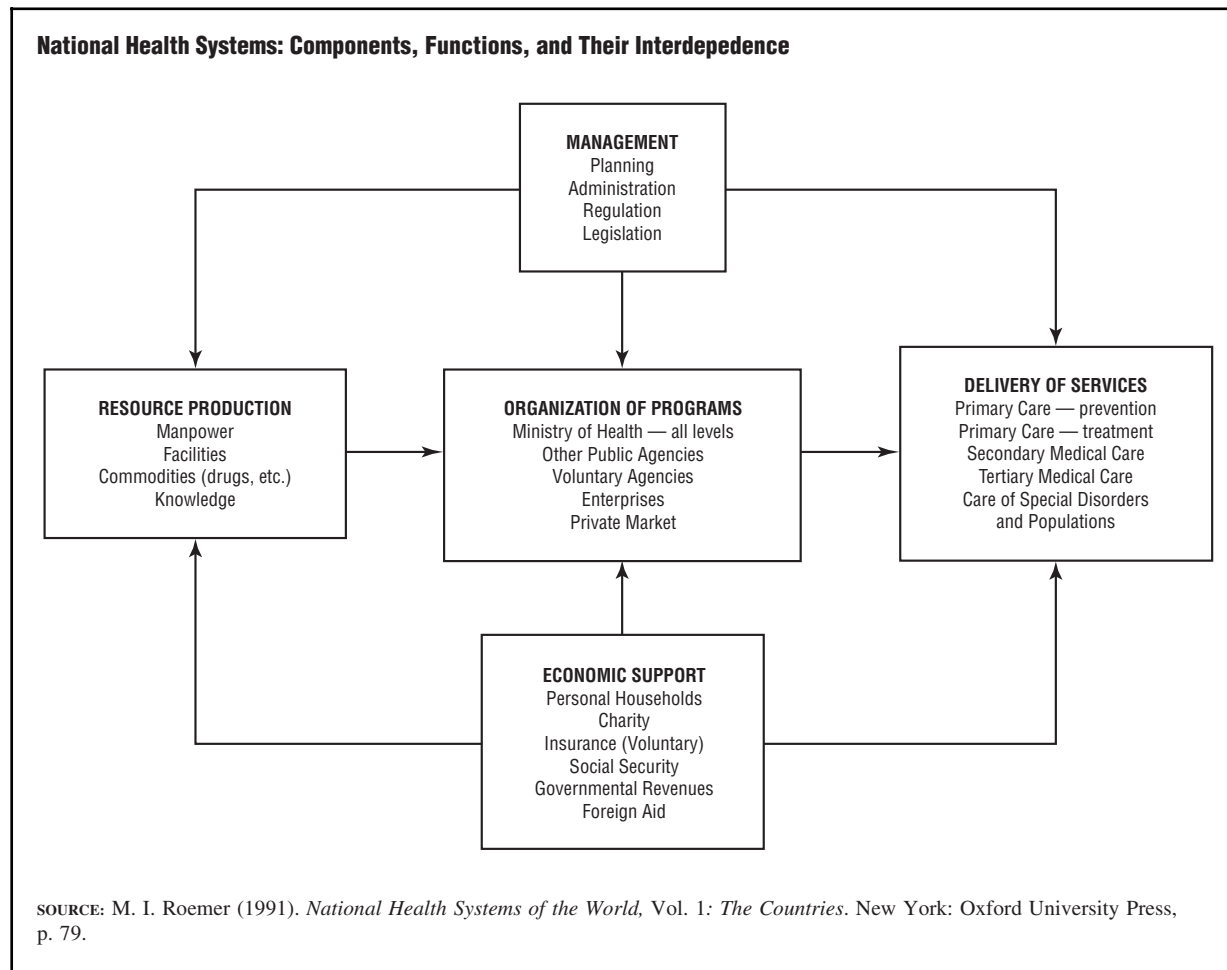 National Health Systems: Components, Functions, and Their Interdepedence
MANAGEMENT
Planning
Administration
Regulation
Legislation
RESOURCE PRODUCTION
Manpower
Facilities
Commodities (drugs, etc.)
Knowledge
ORGANIZATION OF PROGRAMS
Ministry of Health — all levels
Other Public Agencies
Voluntary Agencies
Enterprises
Private Market
DELIVERY OF SERVICES
Primary Care — prevention
Primary Care — treatment
Secondary Medical Care
Tertiary Medical Care
Care of Special Disorders
and Populations
ECONOMIC SUPPORT
Personal Households
Charity
Insurance (Voluntary)
Social Security
Governmental Revenues
Foreign Aid
SOURCE: M. I. Roemer (1991). National Health Systems of the World, Vol. 1: The Countries. New York: Oxford University Press,
p. 79.